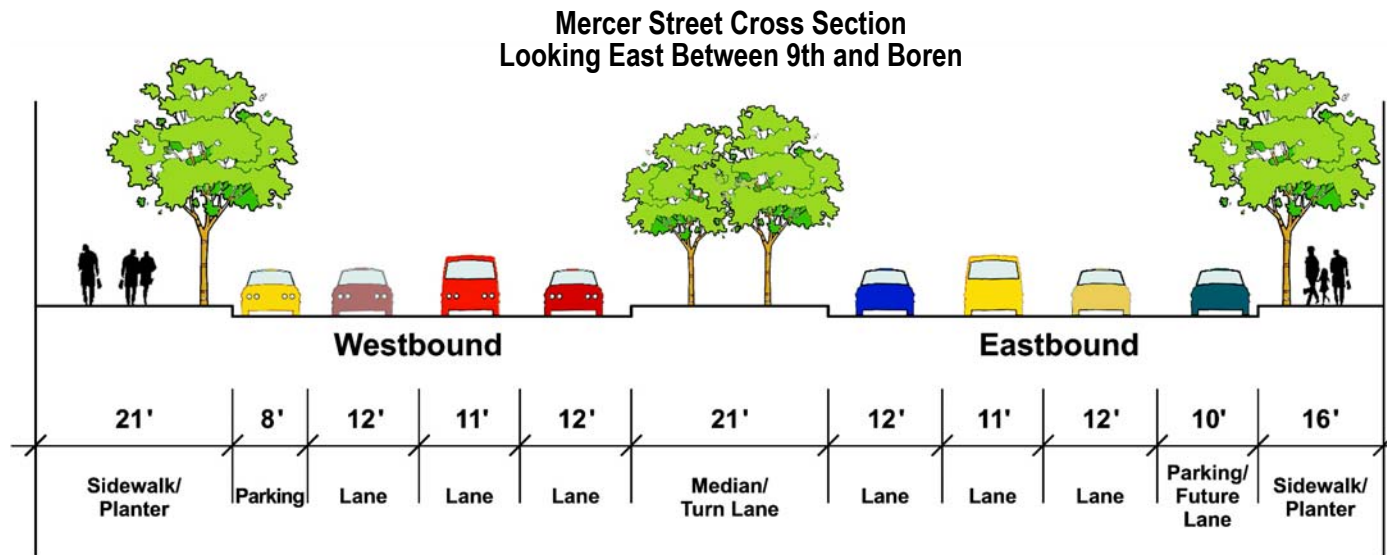 Mercer Street Cross Section
Looking East Between 9th and Boren
Westbound
Eastbound
21' 8' 12' 11' 12' 21' 12' 11' 12' 10' 16'
Sidewalk/
Planter
Parking
Lane
Lane
Lane
Median/
Turn Lane
Lane
Lane
Lane
Parking/
Future
Lane
Sidewalk/
Planter